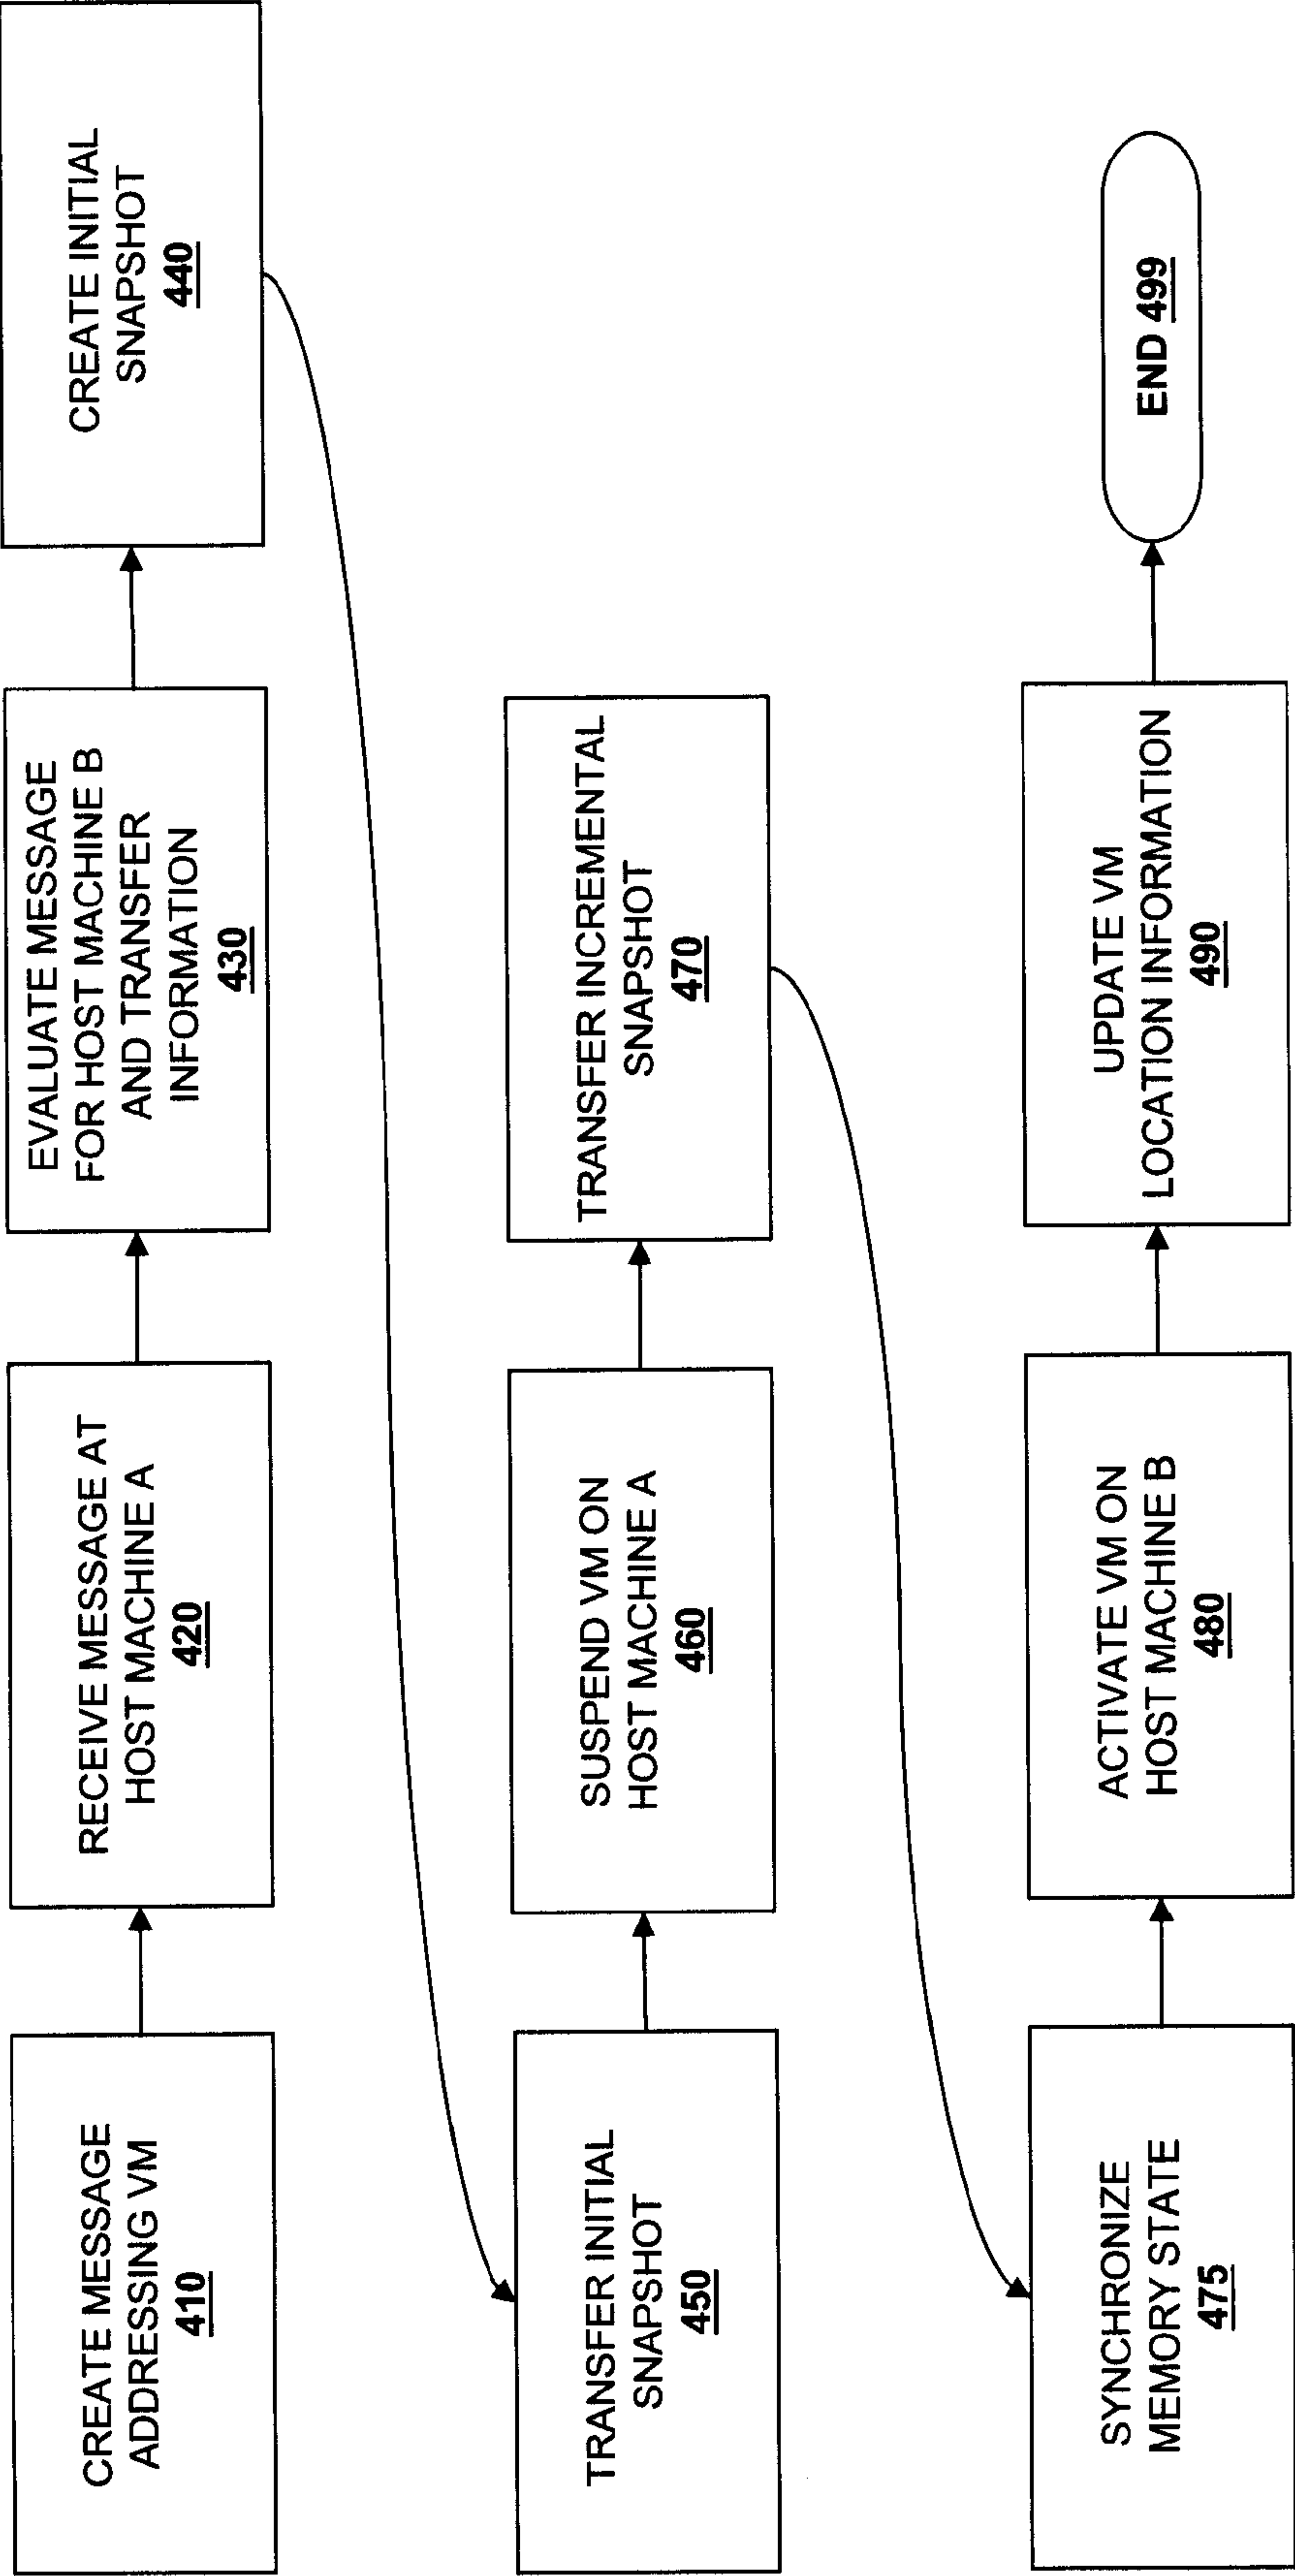 CREATE MESSAGE
ADDRESSING VM
410
RECEIVE MESSAGE AT
HOST MACHINE A
420
EVALUATE MESSAGE
FOR HOST MACHINE B
AND TRANSFER
INFORMATION
430
CREATE INITIAL
SNAPSHOT
440
TRANSFER INITIAL
SNAPSHOT
450
SUSPEND VM ON
HOST MACHINE A
460
TRANSFER INCREMENTAL
SNAPSHOT
470
SYNCHRONIZE
MEMORY STATE
475
ACTIVATE VM ON
HOST MACHINE B
480
UPDATE VM
LOCATION INFORMATION
490
END 499